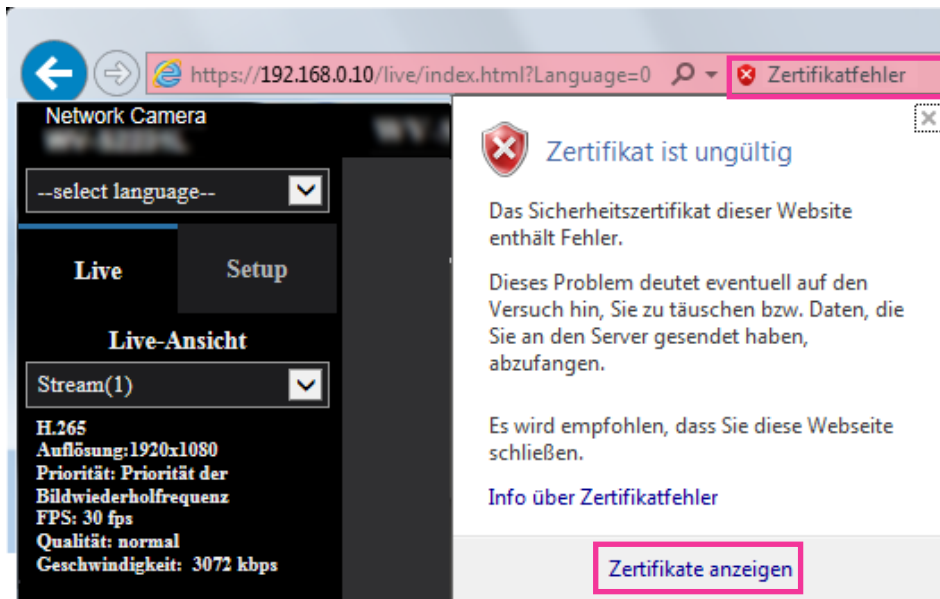 https://192.168.0.10/live/index.html?Language=0
Zertifikatfehler
Network Camera
--select language--
Live
Setup
Live-Ansicht
Stream(1)
H.265
Auflösung:1920x1080
Priorität: Priorität der
Bildwiederholfrequenz
FPS: 30 fps
Qualität: normal
Geschwindigkeit: 3072 kbps
Zertifikat ist ungültig
Das Sicherheitszertifikat dieser Website
enthält Fehler.
Dieses Problem deutet eventuell auf den
Versuch hin, Sie zu täuschen bzw. Daten, die
Sie an den Server gesendet haben,
abzufangen.
Es wird empfohlen, dass Sie diese Webseite
schließen.
Info über Zertifikatfehler
Zertifikate anzeigen